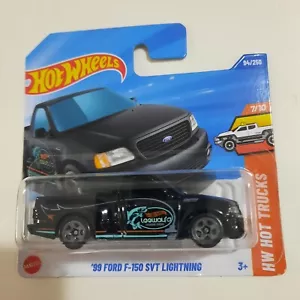 Hot Wheels
94/250
7/10
'99 FORD F-150 SVT LIGHTNING
3+
HW HOT TRUCKS